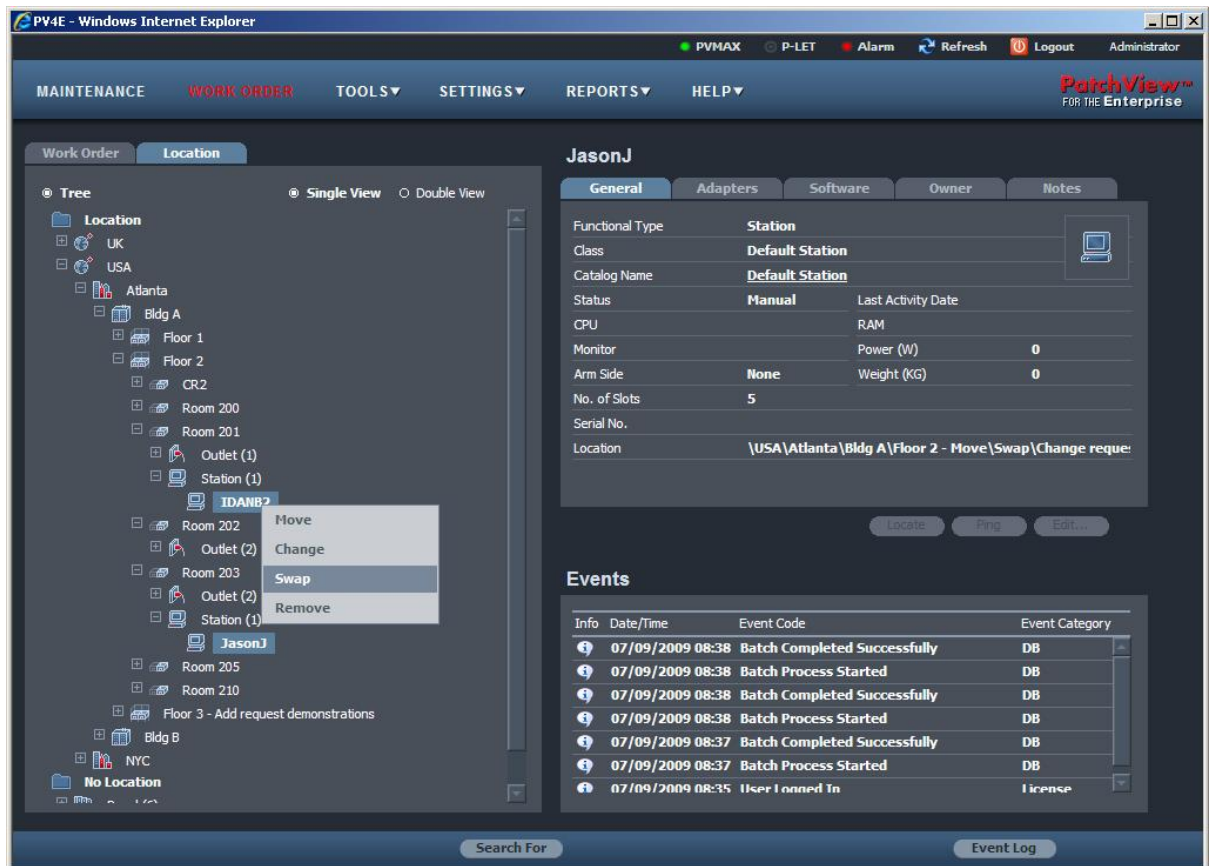 PV4E - Windows Internet Explorer
PVMAX P-LET Alarm Refresh Logout Administrator
MAINTENANCE WORK ORDER TOOLS▾ SETTINGS▾ REPORTS▾ HELP▾
PatchView™
FOR THE Enterprise
Work Order Location
Tree Single View Double View
Location
UK
USA
Atlanta
Bldg A
Floor 1
Floor 2
CR2
Room 200
Room 201
Outlet (1)
Station (1)
IDANB2
Room 202
Outlet (2)
Room 203
Outlet (2)
Station (1)
JasonJ
Room 205
Room 210
Floor 3 - Add request demonstrations
Bldg B
NYC
No Location
Move
Change
Swap
Remove
JasonJ
General Adapters Software Owner Notes
Functional Type Station
Class Default Station
Catalog Name Default Station
Status Manual Last Activity Date
CPU RAM
Monitor Power (W) 0
Arm Side None Weight (KG) 0
No. of Slots 5
Serial No.
Location \USA\Atlanta\Bldg A\Floor 2 - Move\Swap\Change reques
Locate Ping Edit...
Events
Info Date/Time Event Code Event Category
07/09/2009 08:38 Batch Completed Successfully DB
07/09/2009 08:38 Batch Process Started DB
07/09/2009 08:38 Batch Completed Successfully DB
07/09/2009 08:38 Batch Process Started DB
07/09/2009 08:37 Batch Completed Successfully DB
07/09/2009 08:37 Batch Process Started DB
07/09/2009 08:35 User Logged In License
Search For Event Log